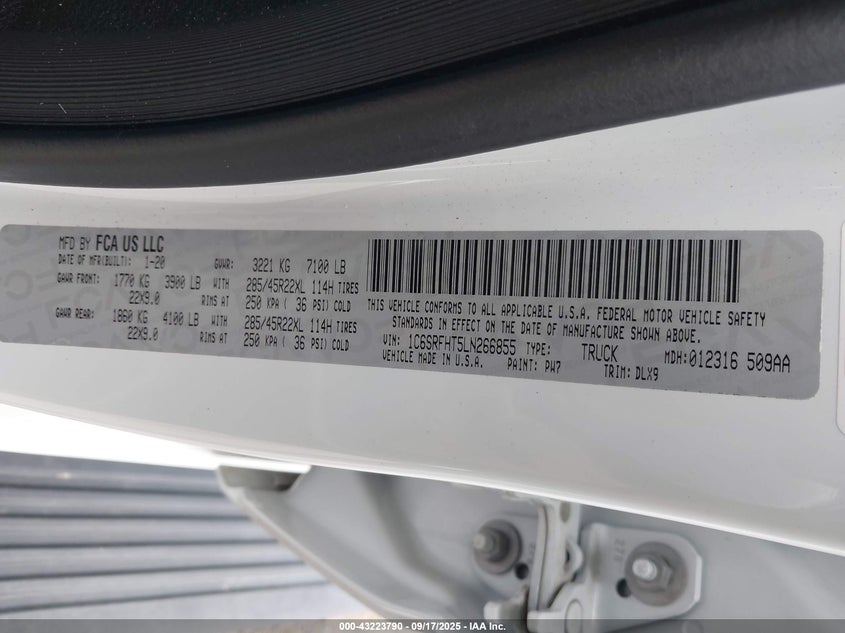 MFD BY FCA US LLC
DATE OF MFR(BUILT): 1-20 GVWR: 3221 KG 7100 LB
GAWR FRONT: 1770 KG 3900 LB WITH 285/45R22XL 114H TIRES
22X9.0 RIMS AT 250 KPA ( 36 PSI) COLD
GAWR REAR: 1860 KG 4100 LB WITH 285/45R22XL 114H TIRES
22X9.0 RIMS AT 250 KPA ( 36 PSI) COLD
THIS VEHICLE CONFORMS TO ALL APPLICABLE U.S.A. FEDERAL MOTOR VEHICLE SAFETY
STANDARDS IN EFFECT ON THE DATE OF MANUFACTURE SHOWN ABOVE.
VIN: 1C6SRFHT5LN266855 TYPE: TRUCK MDH: 012316 509AA
VEHICLE MADE IN U.S.A. PAINT: PW7 TRIM: DLX9
000-43223790 - 09/17/2025 - IAA Inc.